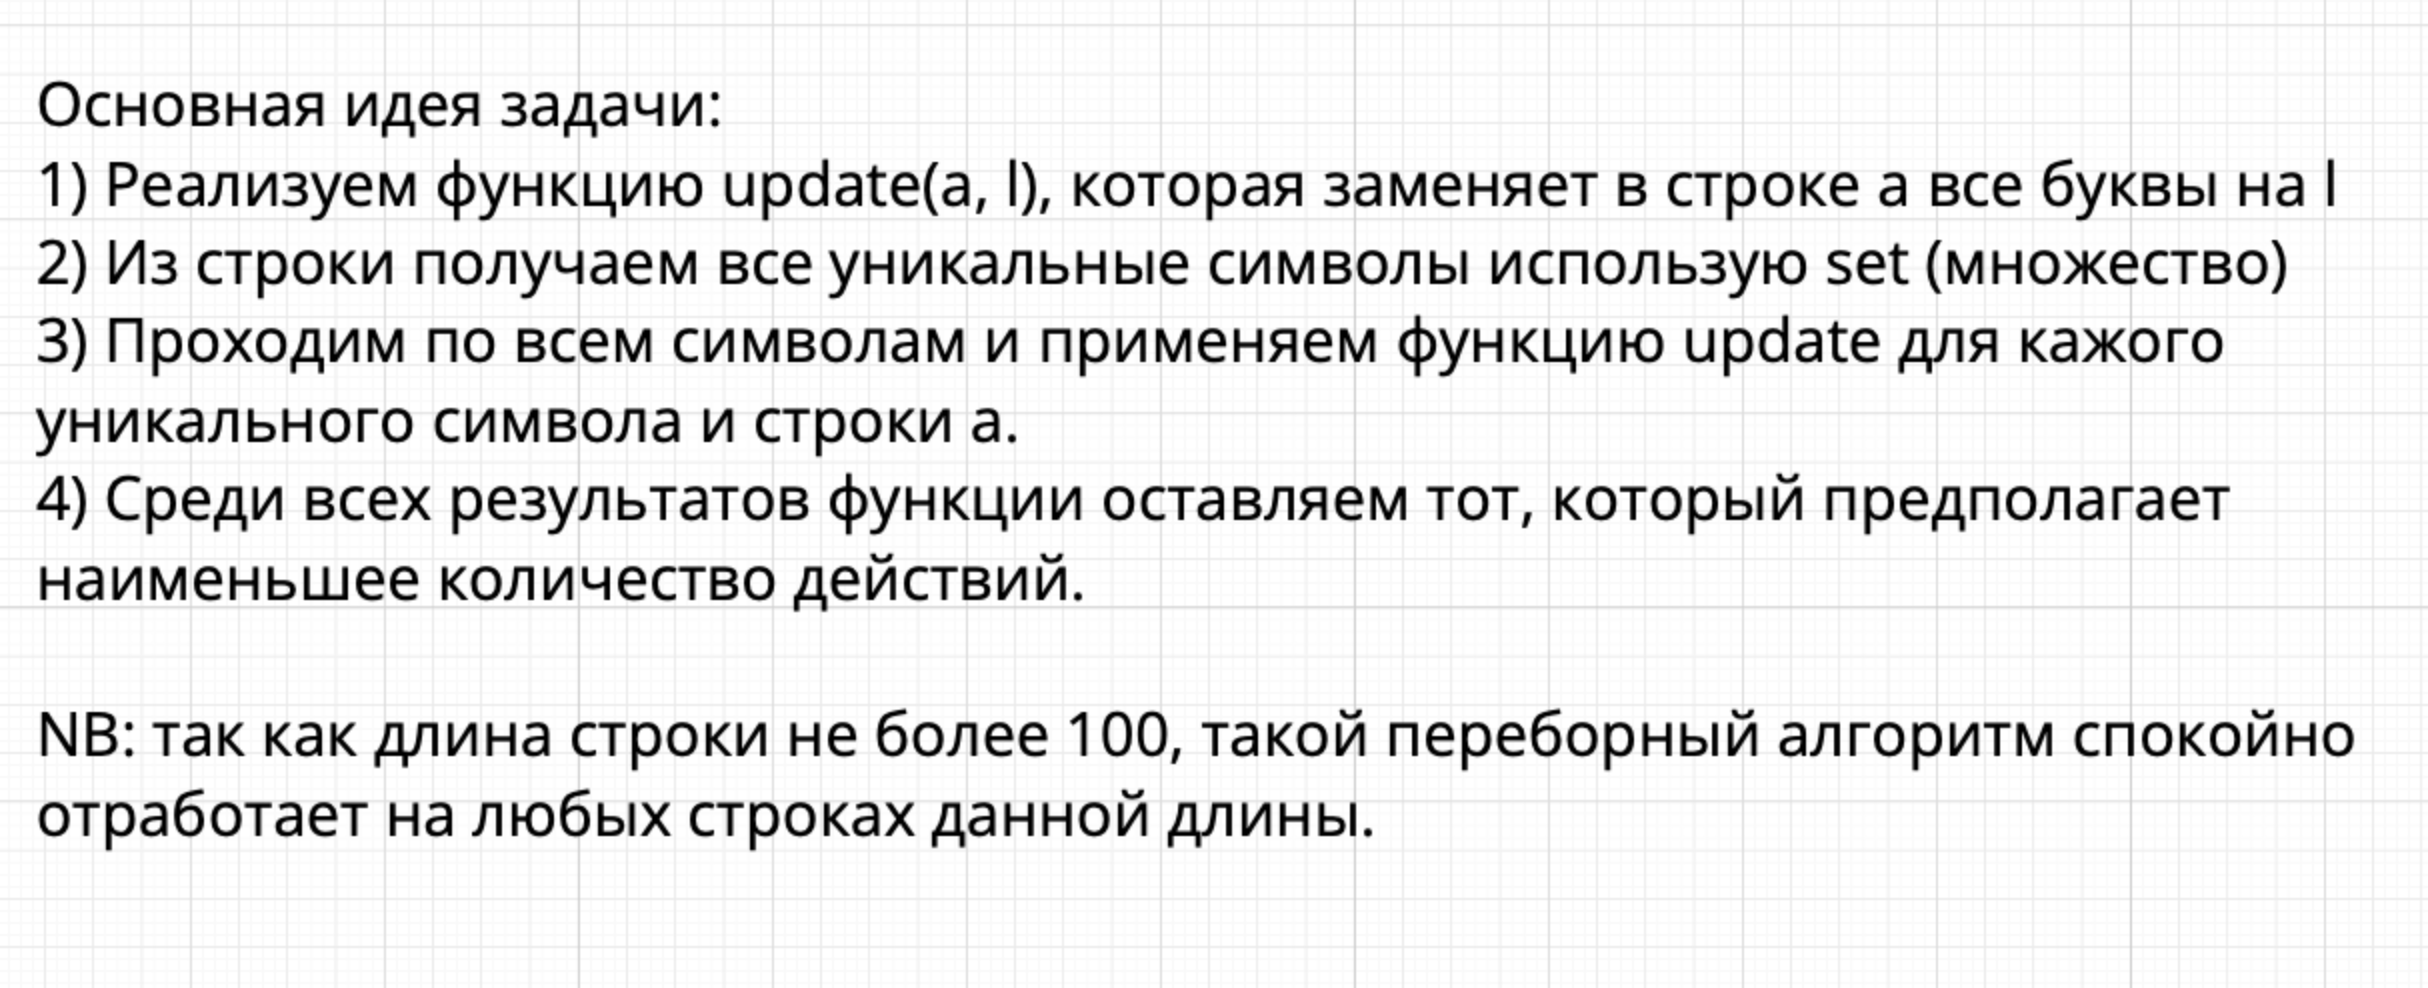 Основная идея задачи:
1) Реализуем функцию update(a, l), которая заменяет в строке а все буквы на l
2) Из строки получаем все уникальные символы использую set (множество)
3) Проходим по всем символам и применяем функцию update для кажого
уникального символа и строки а.
4) Среди всех результатов функции оставляем тот, который предполагает
наименьшее количество действий.
NB: так как длина строки не более 100, такой переборный алгоритм спокойно
отработает на любых строках данной длины.